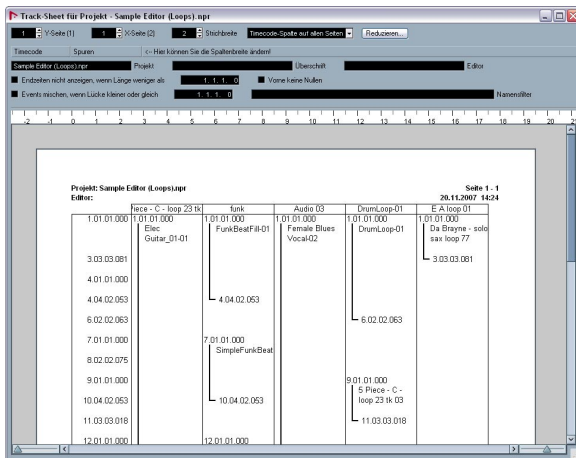 Track-Sheet für Projekt - Sample Editor (Loops).npr
1 Y-Seite (1) 1 X-Seite (2) 2 Strichbreite Timecode-Spalte auf allen Seiten Reduzieren...
Timecode Spuren <- Hier können Sie die Spaltenbreite ändern!
Sample Editor (Loops).npr Projekt Überschrift Editor
Endzeiten nicht anzeigen, wenn Länge weniger als 1. 1. 1. 0 Vorne keine Nullen
Events mischen, wenn Lücke kleiner oder gleich 1. 1. 1. 0 Namensfilter
-2 -1 0 1 2 3 4 5 6 7 8 9 10 11 12 13 14 15 16 17 18 19 20 21
Projekt: Sample Editor (Loops).npr Seite 1 - 1
Editor: 20.11.2007 14:24
Piece - C - loop 23 tk funk Audio 03 DrumLoop-01 E A loop 01
1.01.01.000 1.01.01.000 1.01.01.000 1.01.01.000 1.01.01.000 1.01.01.000
Elec FunkBeatFill-01 Female Blues DrumLoop-01 Da Brayne - solo
Guitar_01-01 Vocal-02 sax loop 77
3.03.03.081 3.03.03.081
4.01.01.000
4.04.02.053 4.04.02.053
6.02.02.063 6.02.02.063
7.01.01.000 7.01.01.000
SimpleFunkBeat
8.02.02.075
9.01.01.000 9.01.01.000
5 Piece - C -
10.04.02.053 10.04.02.053 loop 23 tk 03
11.03.03.018 11.03.03.018
12.01.01.000 12.01.01.000